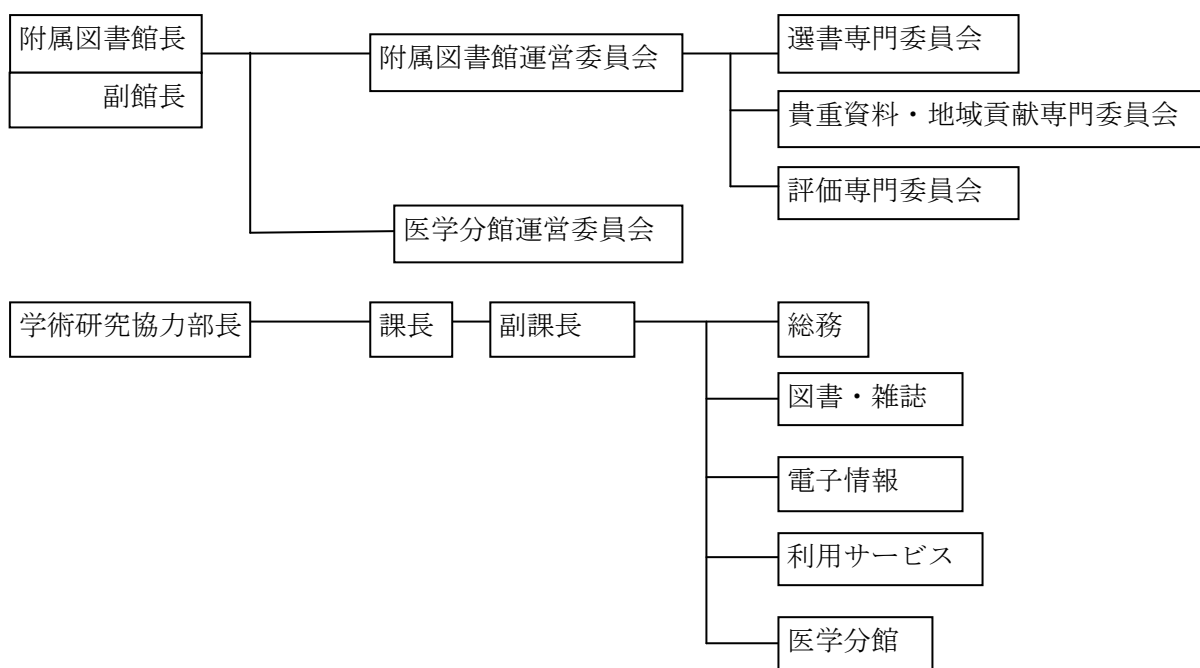 附属図書館長
副館長
附属図書館運営委員会
選書専門委員会
貴重資料・地域貢献専門委員会
評価専門委員会
医学分館運営委員会
学術研究協力部長
課長
副課長
総務
図書・雑誌
電子情報
利用サービス
医学分館